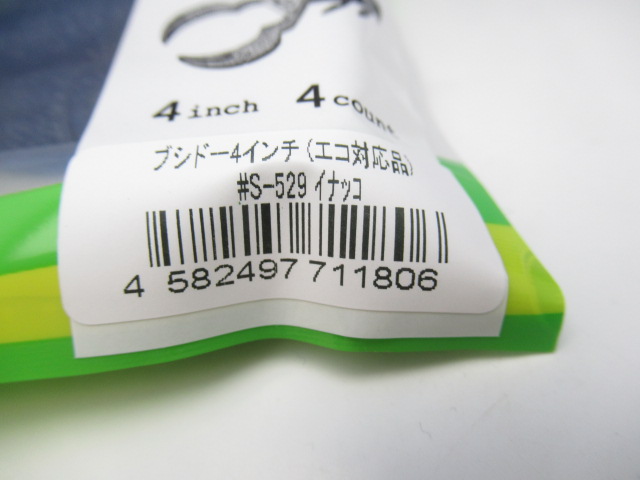 4 inch 4 count
ブシドー4インチ(エコ対応品)
#S-529 イナッコ
4 582497 711806